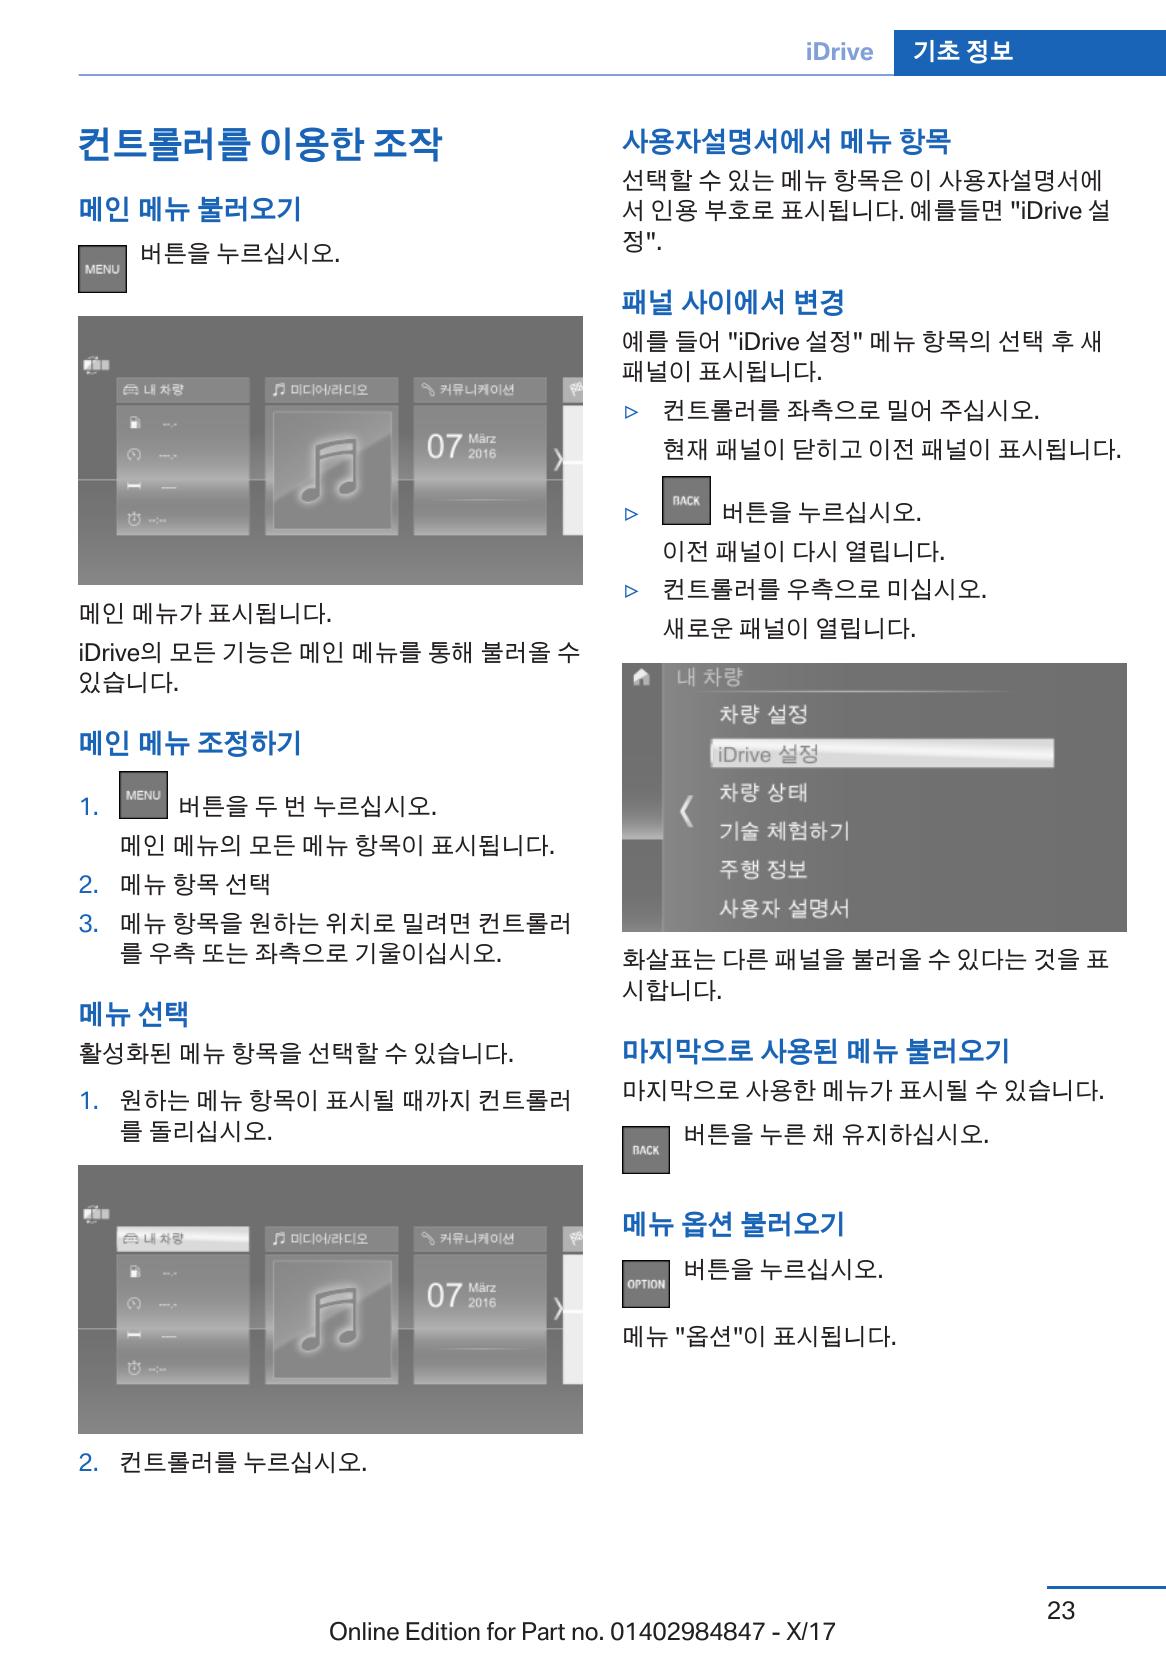 iDrive 기초 정보
컨트롤러를 이용한 조작
메인 메뉴 불러오기
MENU 버튼을 누르십시오.
내 차량 미디어/라디오 커뮤니케이션
--.- 07 März
--.- 2016
---
--:--
메인 메뉴가 표시됩니다.
iDrive의 모든 기능은 메인 메뉴를 통해 불러올 수
있습니다.
메인 메뉴 조정하기
1. MENU 버튼을 두 번 누르십시오.
메인 메뉴의 모든 메뉴 항목이 표시됩니다.
2. 메뉴 항목 선택
3. 메뉴 항목을 원하는 위치로 밀려면 컨트롤러
를 우측 또는 좌측으로 기울이십시오.
메뉴 선택
활성화된 메뉴 항목을 선택할 수 있습니다.
1. 원하는 메뉴 항목이 표시될 때까지 컨트롤러
를 돌리십시오.
내 차량 미디어/라디오 커뮤니케이션
--.- 07 März
--.- 2016
---
--:--
2. 컨트롤러를 누르십시오.
사용자설명서에서 메뉴 항목
선택할 수 있는 메뉴 항목은 이 사용자설명서에
서 인용 부호로 표시됩니다. 예를들면 "iDrive 설
정".
패널 사이에서 변경
예를 들어 "iDrive 설정" 메뉴 항목의 선택 후 새
패널이 표시됩니다.
▷ 컨트롤러를 좌측으로 밀어 주십시오.
현재 패널이 닫히고 이전 패널이 표시됩니다.
▷ BACK 버튼을 누르십시오.
이전 패널이 다시 열립니다.
▷ 컨트롤러를 우측으로 미십시오.
새로운 패널이 열립니다.
내 차량
차량 설정
iDrive 설정
차량 상태
기술 체험하기
주행 정보
사용자 설명서
화살표는 다른 패널을 불러올 수 있다는 것을 표
시합니다.
마지막으로 사용된 메뉴 불러오기
마지막으로 사용한 메뉴가 표시될 수 있습니다.
BACK 버튼을 누른 채 유지하십시오.
메뉴 옵션 불러오기
OPTION 버튼을 누르십시오.
메뉴 "옵션"이 표시됩니다.
23
Online Edition for Part no. 01402984847 - X/17